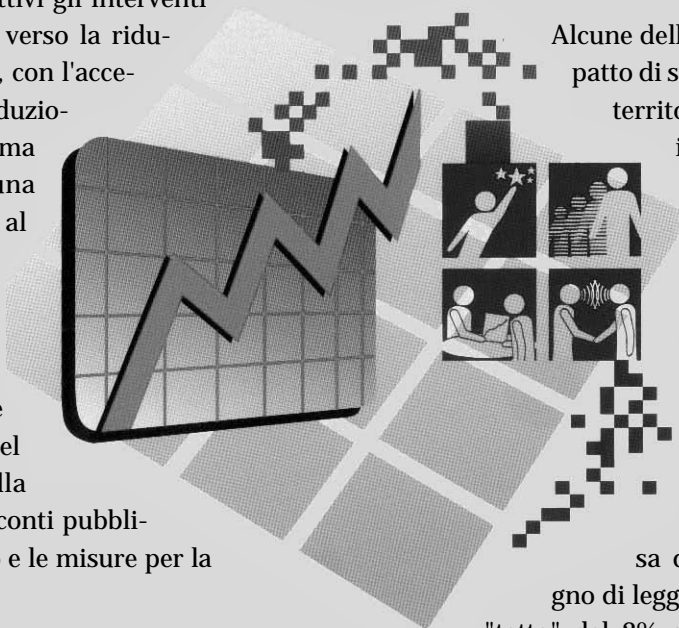 gli interventi
verso la ridu-
, con l'acce-
duzio-
ma
una
al
e
el
lla
conti pubbli-
e le misure per la
Alcune dell
patto di s
territo
i
sa d
gno di legg